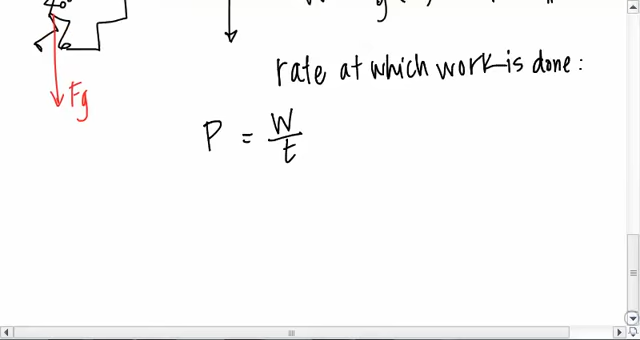 rate at which work is done:
Fg
P = W/t